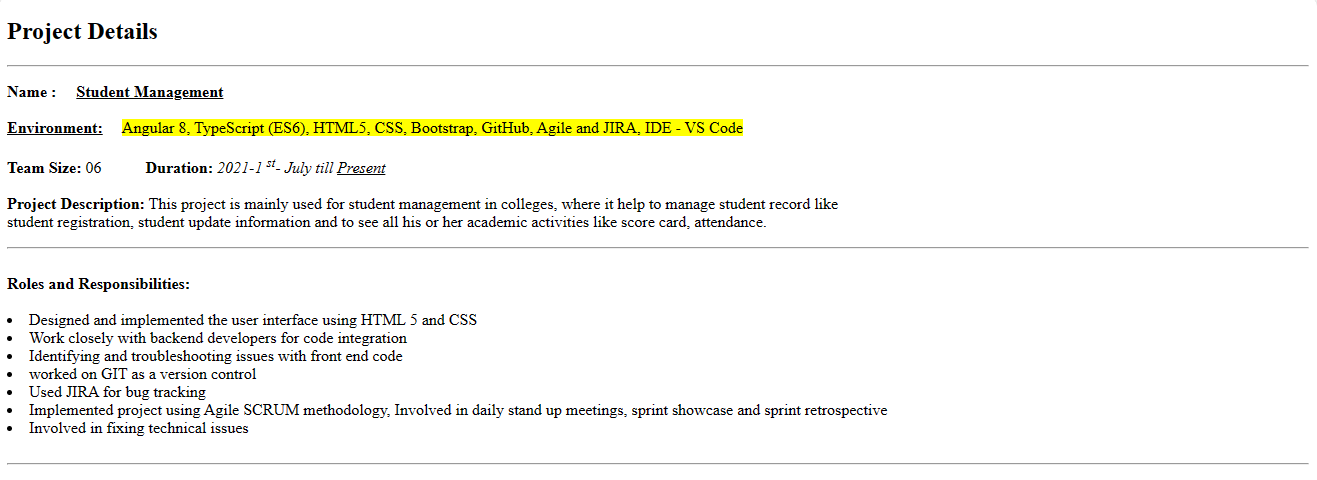 Project Details
Name : Student Management
Environment: Angular 8, TypeScript (ES6), HTML5, CSS, Bootstrap, GitHub, Agile and JIRA, IDE - VS Code
Team Size: 06 Duration: 2021-1 st- July till Present
Project Description: This project is mainly used for student management in colleges, where it help to manage student record like
student registration, student update information and to see all his or her academic activities like score card, attendance.
Roles and Responsibilities:
• Designed and implemented the user interface using HTML 5 and CSS
• Work closely with backend developers for code integration
• Identifying and troubleshooting issues with front end code
• worked on GIT as a version control
• Used JIRA for bug tracking
• Implemented project using Agile SCRUM methodology, Involved in daily stand up meetings, sprint showcase and sprint retrospective
• Involved in fixing technical issues